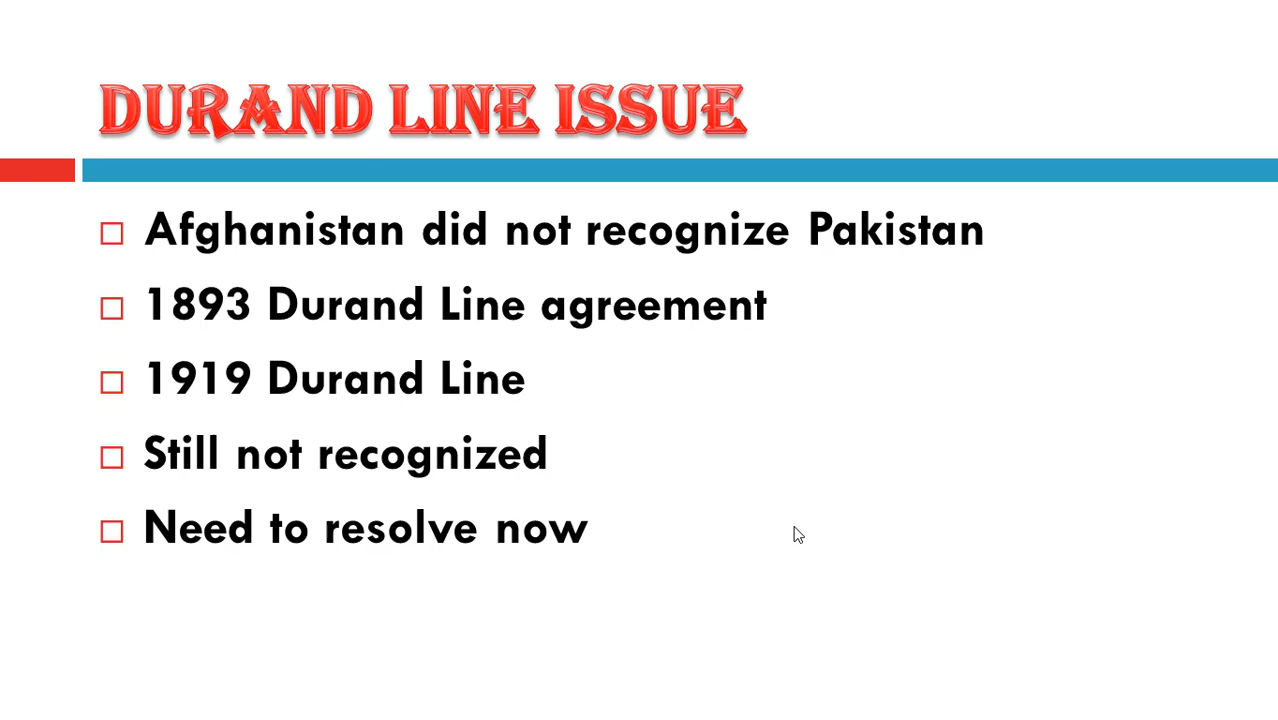 DURAND LINE ISSUE
Afghanistan did not recognize Pakistan
1893 Durand Line agreement
1919 Durand Line
Still not recognized
Need to resolve now